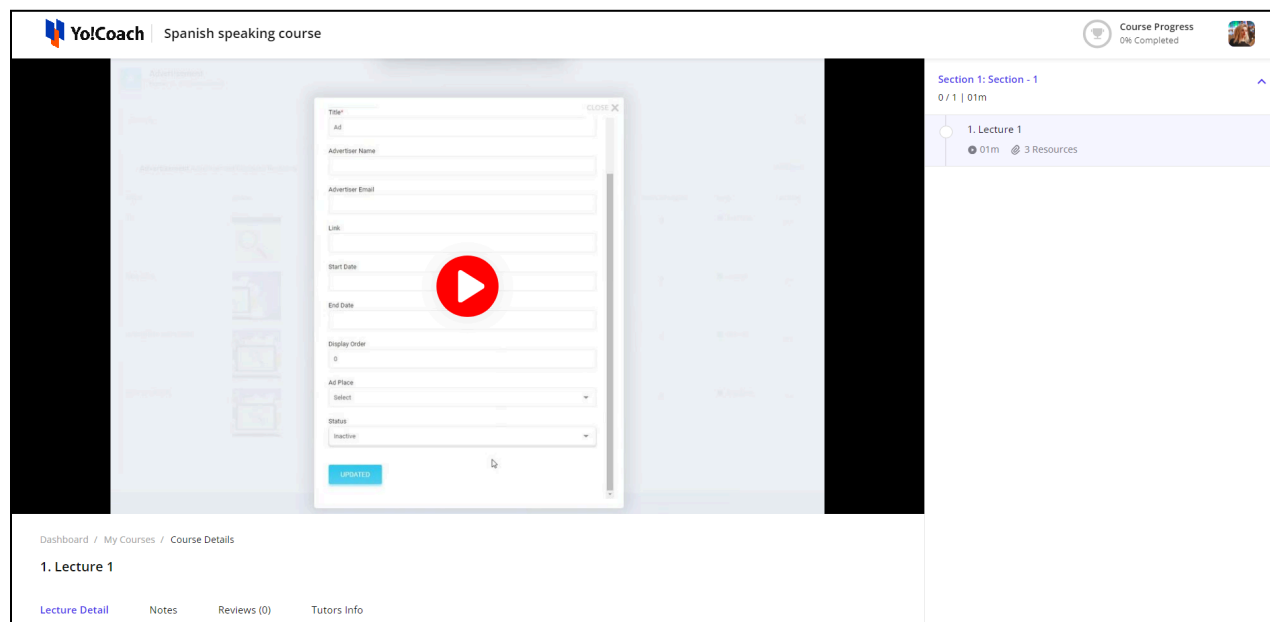 Yo!Coach
Spanish speaking course
Course Progress
0% Completed
CLOSE
Title*
Ad
Advertiser Name
Advertiser Email
Link
Start Date
End Date
Display Order
0
Ad Place
Select
Status
Inactive
UPDATED
Section 1: Section - 1
0 / 1 | 01m
1. Lecture 1
01m 3 Resources
Dashboard / My Courses / Course Details
1. Lecture 1
Lecture Detail Notes Reviews (0) Tutors Info